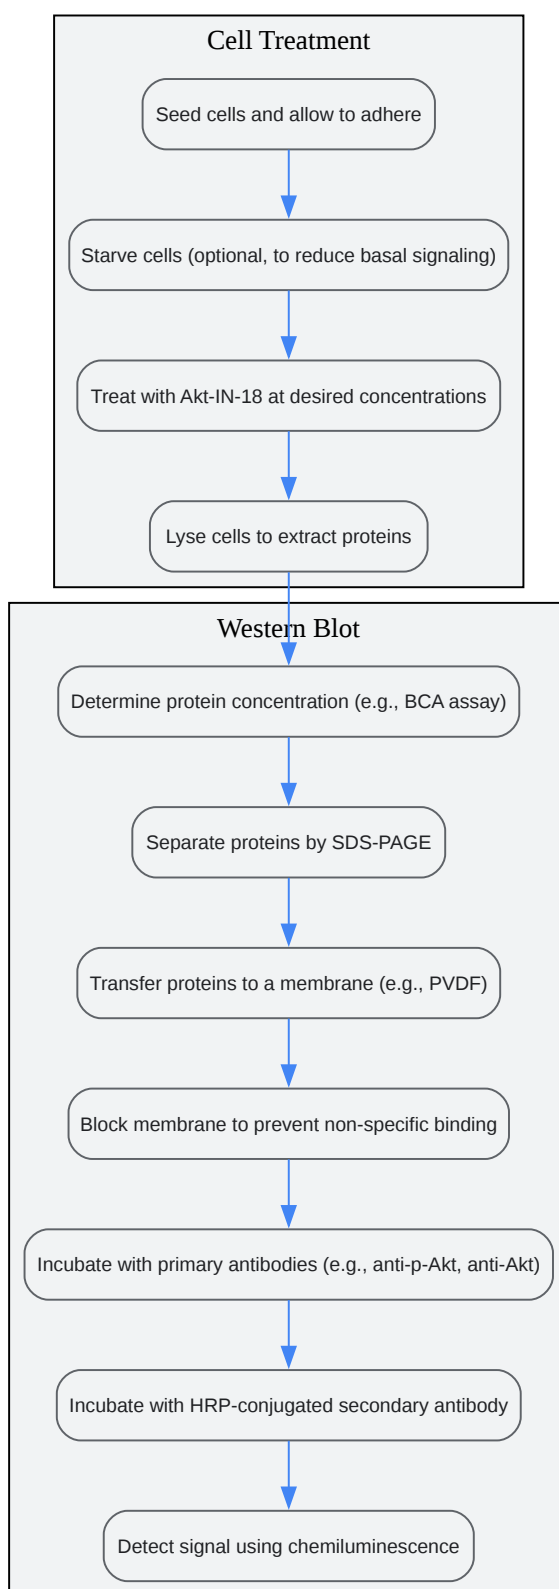 Cell Treatment
Seed cells and allow to adhere
Starve cells (optional, to reduce basal signaling)
Treat with Akt-IN-18 at desired concentrations
Lyse cells to extract proteins
Western Blot
Determine protein concentration (e.g., BCA assay)
Separate proteins by SDS-PAGE
Transfer proteins to a membrane (e.g., PVDF)
Block membrane to prevent non-specific binding
Incubate with primary antibodies (e.g., anti-p-Akt, anti-Akt)
Incubate with HRP-conjugated secondary antibody
Detect signal using chemiluminescence